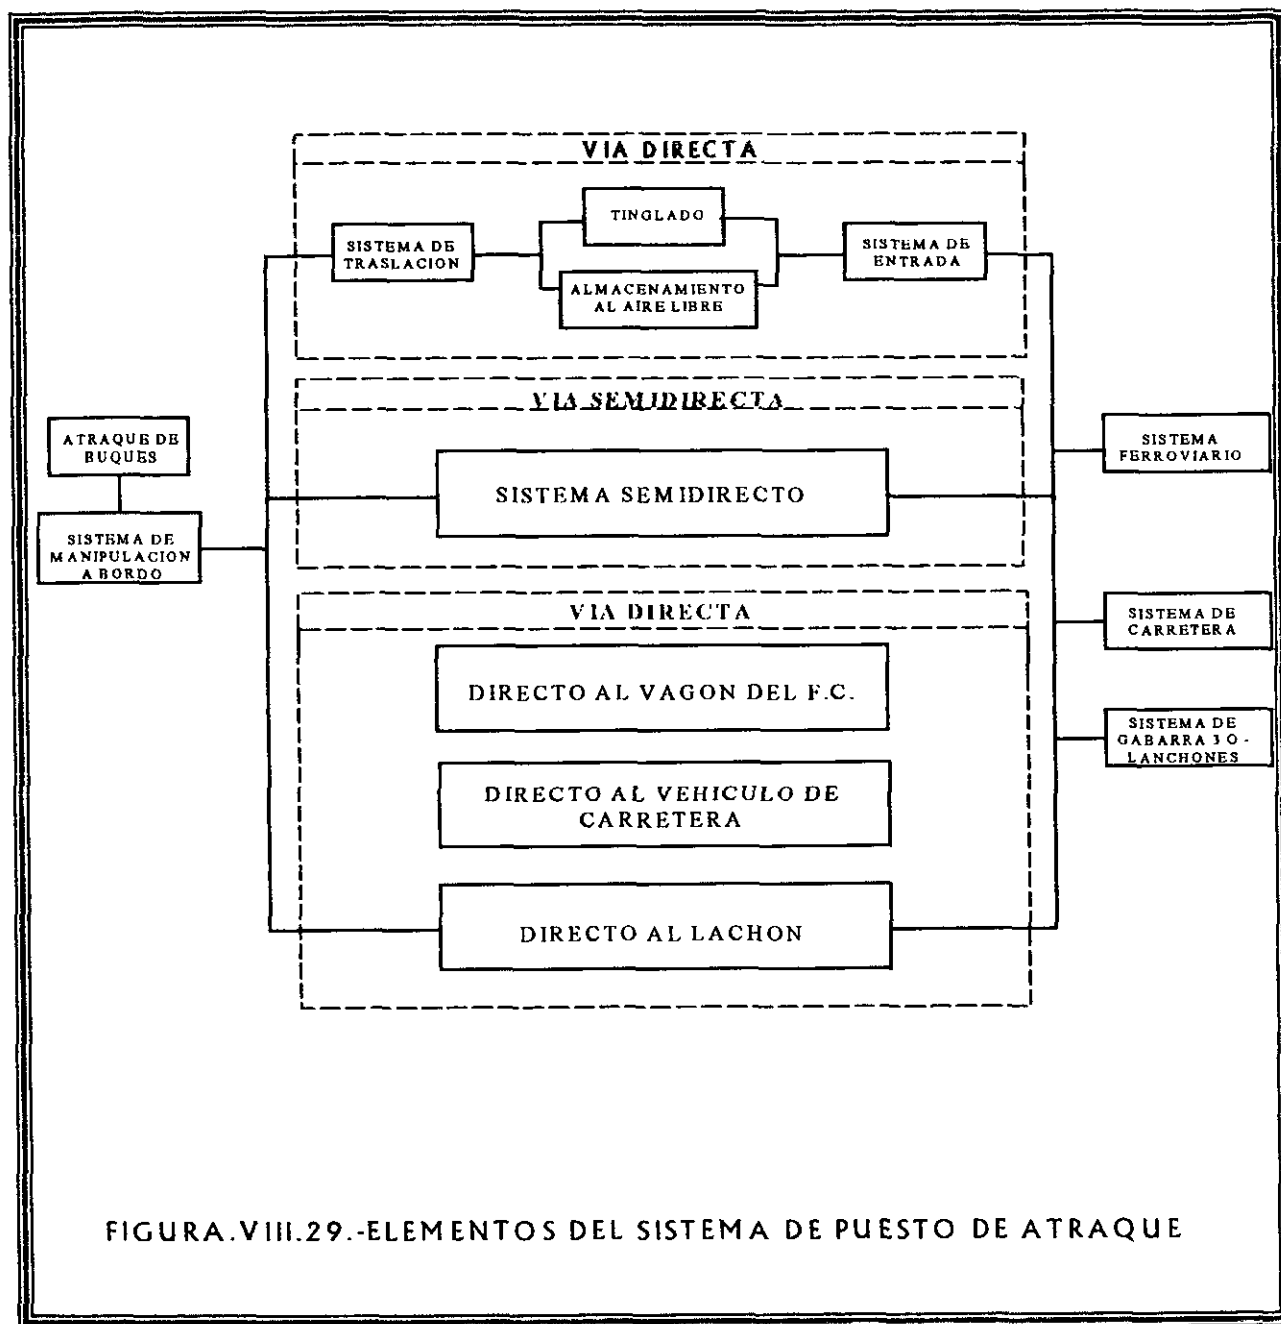 VIA DIRECTA
TINGLADO
SISTEMA DE
TRASLACION
SISTEMA DE
ENTRADA
ALMACENAMIENTO
AL AIRE LIBRE
VIA SEMIDIRECTA
ATRAQUE DE
BUQUES
SISTEMA SEMIDIRECTO
SISTEMA
FERROVIARIO
SISTEMA DE
MANIPULACION
A BORDO
VIA DIRECTA
SISTEMA DE
CARRETERA
DIRECTO AL VAGON DEL F.C.
SISTEMA DE
GABARRA 3 O -
LANCHONES
DIRECTO AL VEHICULO DE
CARRETERA
DIRECTO AL LACHON
FIGURA.VIII.29.-ELEMENTOS DEL SISTEMA DE PUESTO DE ATRAQUE